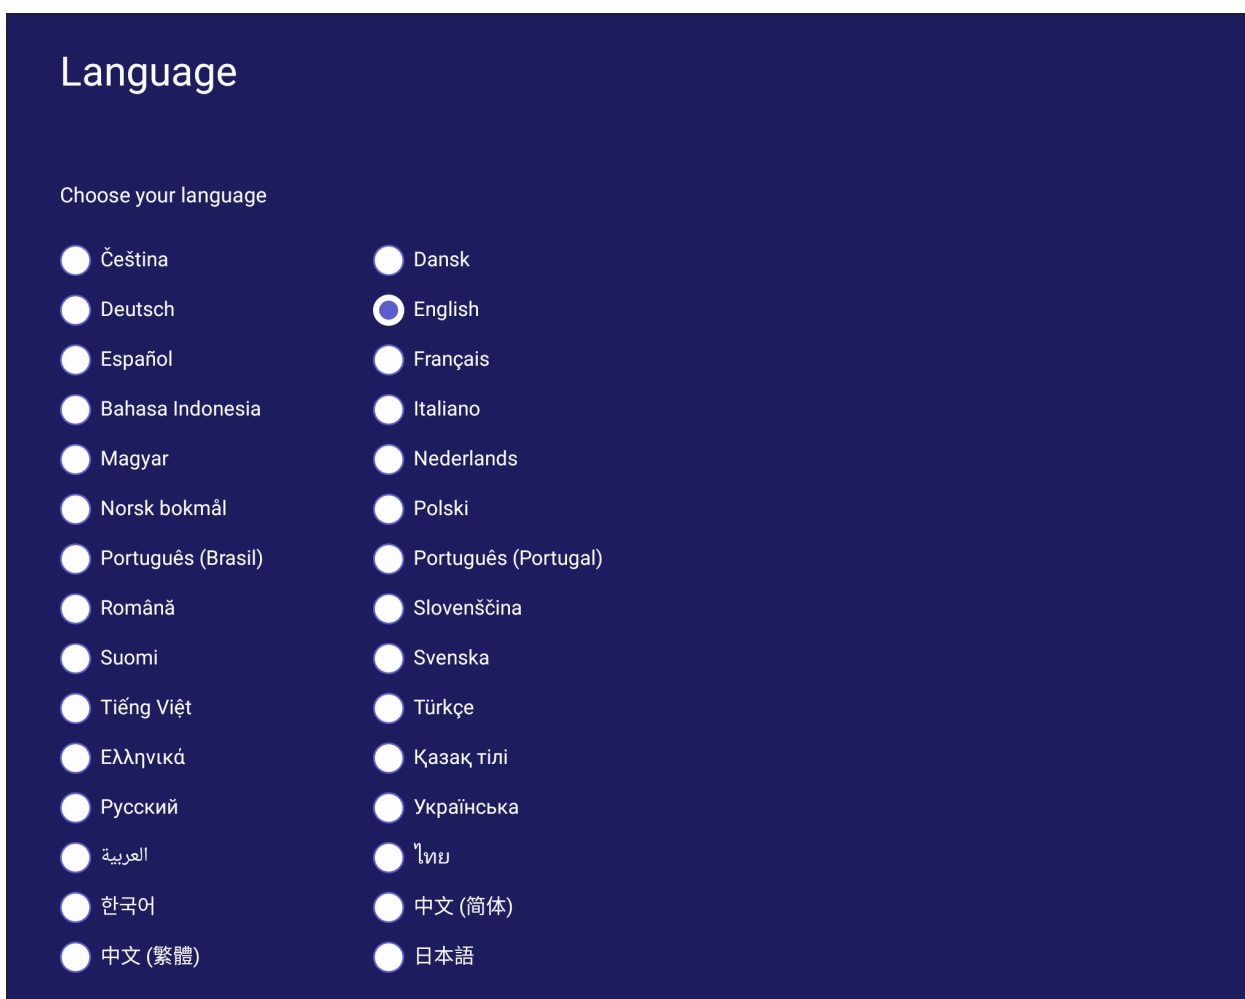 Language
Choose your language
Čeština
Dansk
Deutsch
English
Español
Français
Bahasa Indonesia
Italiano
Magyar
Nederlands
Norsk bokmål
Polski
Português (Brasil)
Português (Portugal)
Română
Slovenščina
Suomi
Svenska
Tiếng Việt
Türkçe
Ελληνικά
Қазақ тілі
Русский
Українська
العربية
ไทย
한국어
中文 (简体)
中文 (繁體)
日本語